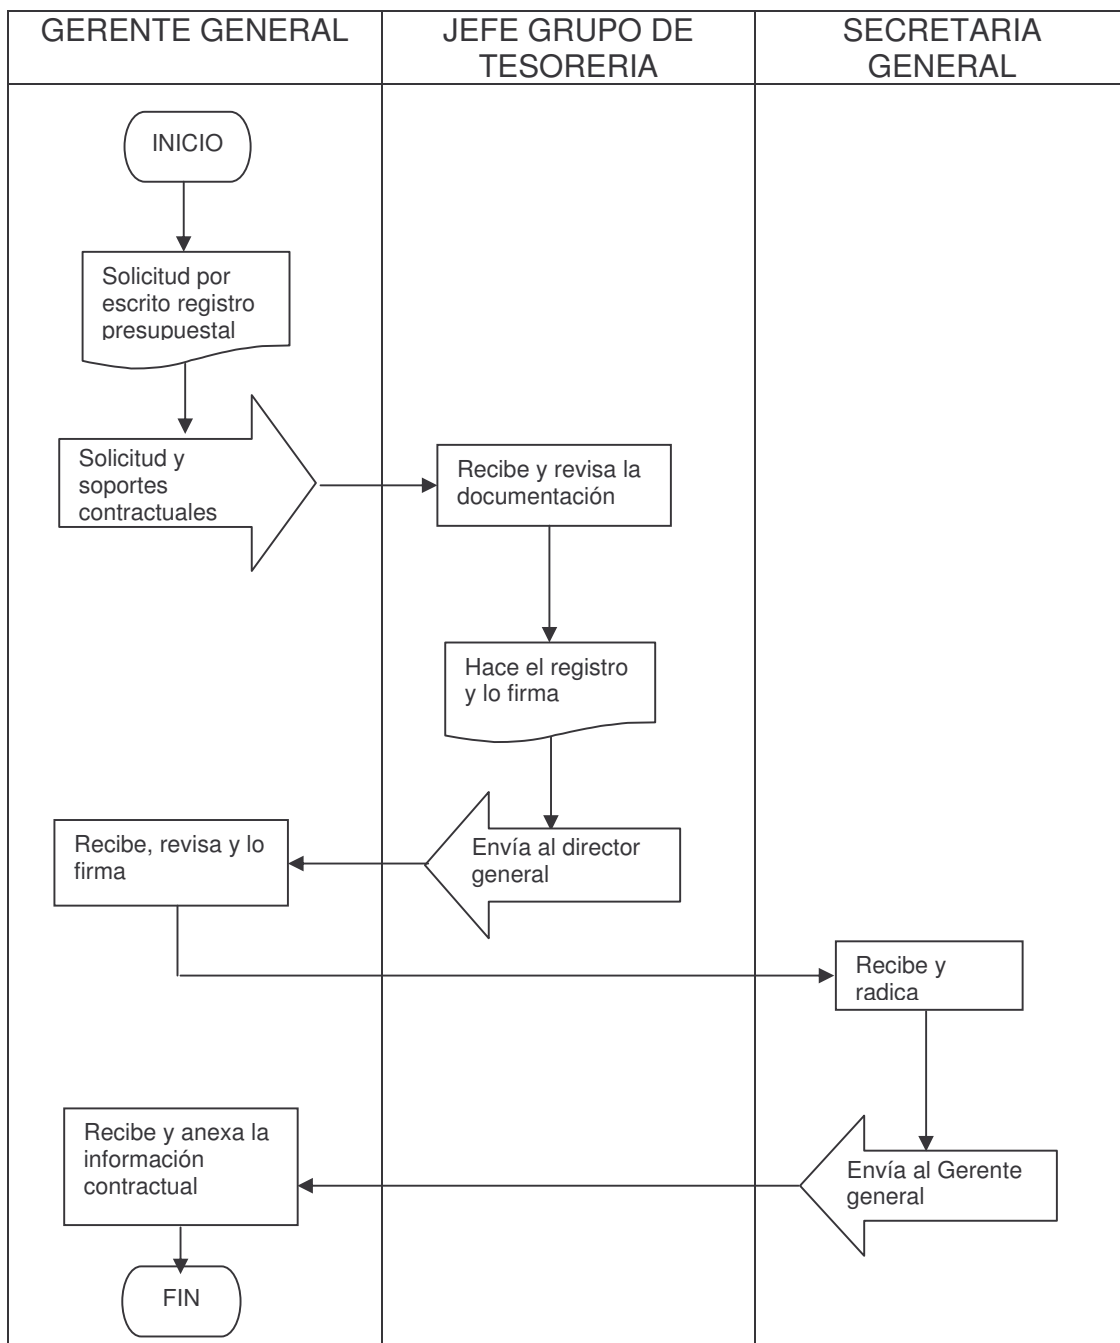 GERENTE GENERAL
JEFE GRUPO DE
TESORERIA
SECRETARIA
GENERAL
INICIO
Solicitud por
escrito registro
presupuestal
Solicitud y
soportes
contractuales
Recibe y revisa la
documentación
Hace el registro
y lo firma
Envía al director
general
Recibe, revisa y lo
firma
Recibe y
radica
Envía al Gerente
general
Recibe y anexa la
información
contractual
FIN